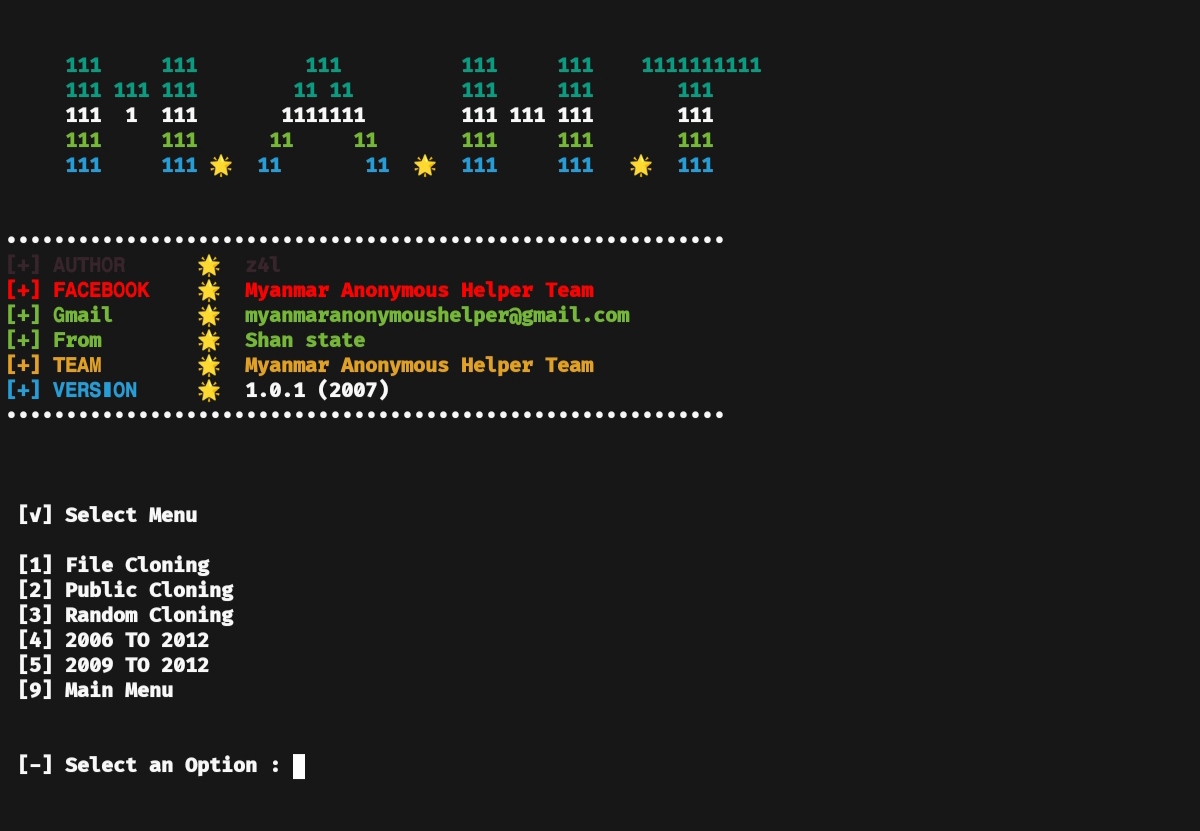 111     111         111          111     111    1111111111
111 111 111        11 11         111     111       111
111  1  111       1111111        111 111 111       111
111     111      11     11       111     111       111
111     111 🌟  11       11  🌟  111     111   🌟  111
••••••••••••••••••••••••••••••••••••••••••••••••••••••••••••
[+] AUTHOR      🌟  z4l
[+] FACEBOOK    🌟  Myanmar Anonymous Helper Team
[+] Gmail       🌟  myanmaranonymoushelper@gmail.com
[+] From        🌟  Shan state
[+] TEAM        🌟  Myanmar Anonymous Helper Team
[+] VERS▮ON     🌟  1.0.1 (2007)
••••••••••••••••••••••••••••••••••••••••••••••••••••••••••••
[√] Select Menu
[1] File Cloning
[2] Public Cloning
[3] Random Cloning
[4] 2006 TO 2012
[5] 2009 TO 2012
[9] Main Menu
[-] Select an Option :